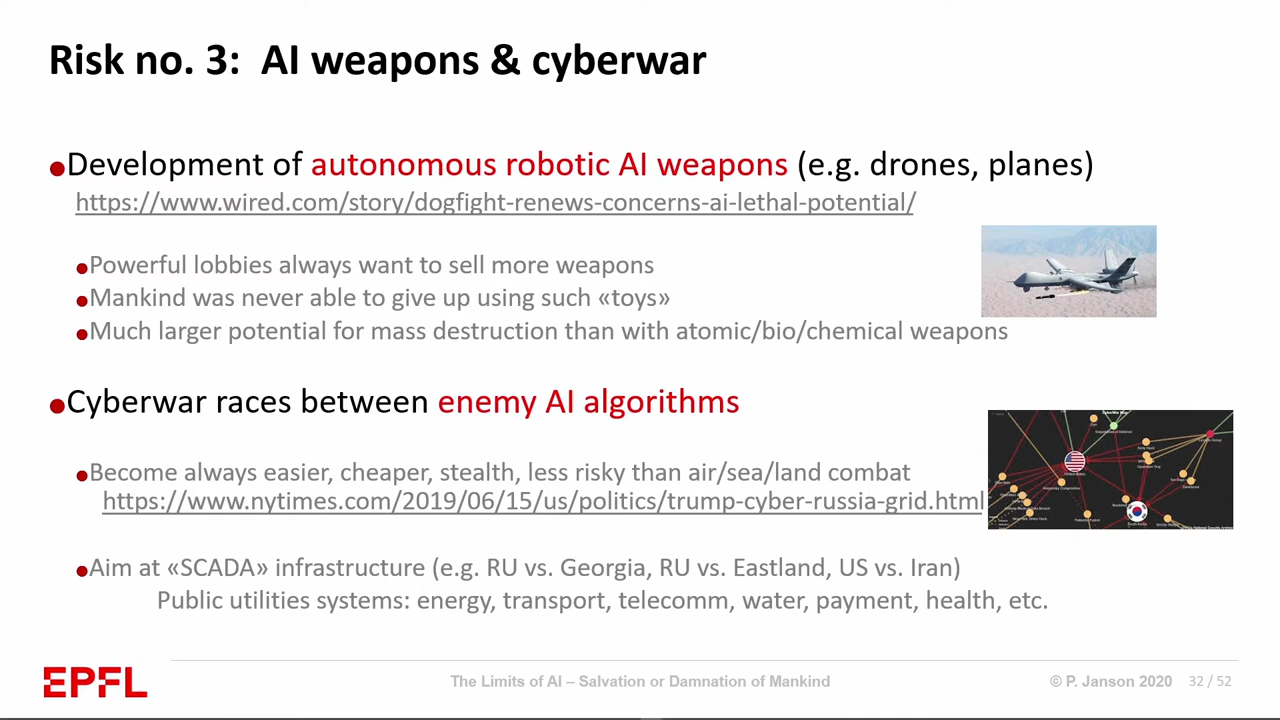 Risk no. 3:  AI weapons & cyberwar
●Development of autonomous robotic AI weapons (e.g. drones, planes)
https://www.wired.com/story/dogfight-renews-concerns-ai-lethal-potential/
●Powerful lobbies always want to sell more weapons
●Mankind was never able to give up using such «toys»
●Much larger potential for mass destruction than with atomic/bio/chemical weapons
●Cyberwar races between enemy AI algorithms
●Become always easier, cheaper, stealth, less risky than air/sea/land combat
https://www.nytimes.com/2019/06/15/us/politics/trump-cyber-russia-grid.html
●Aim at «SCADA» infrastructure (e.g. RU vs. Georgia, RU vs. Eastland, US vs. Iran)
Public utilities systems: energy, transport, telecomm, water, payment, health, etc.
EPFL
The Limits of AI – Salvation or Damnation of Mankind
© P. Janson 2020
32 / 52